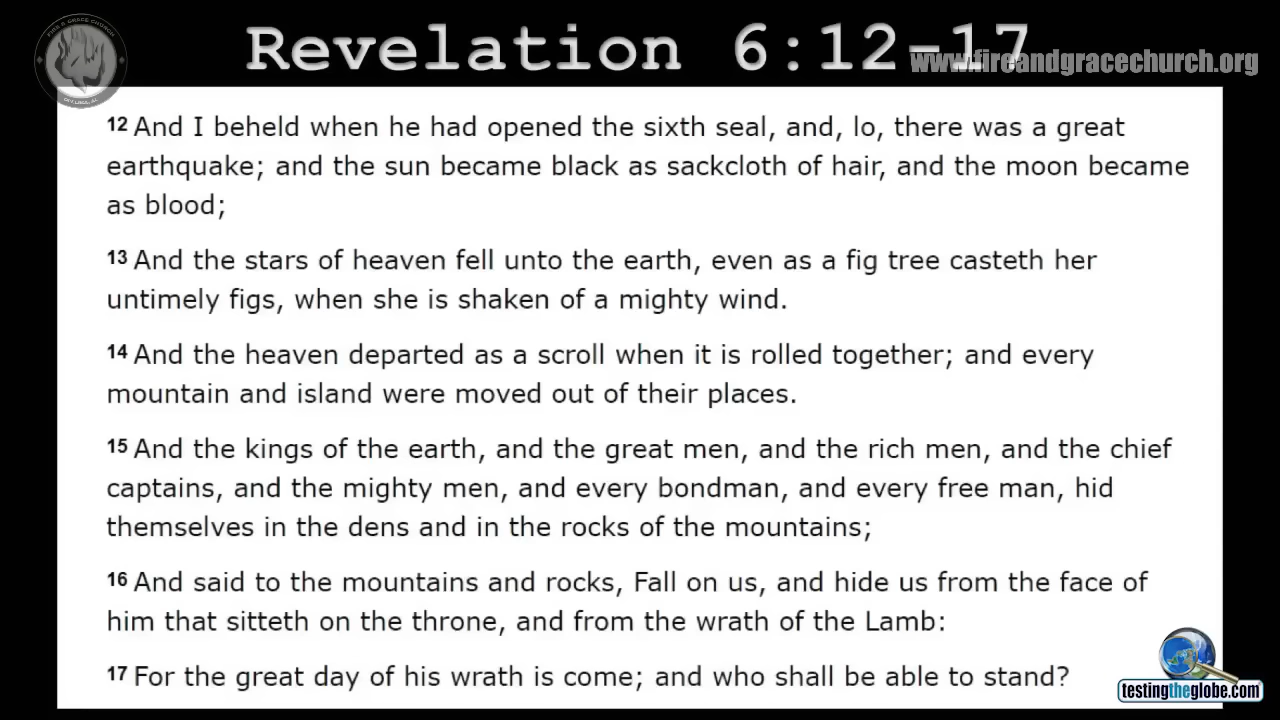 Revelation 6:12-17
www.fireandgracechurch.org
FIRE & GRACE CHURCH
12 And I beheld when he had opened the sixth seal, and, lo, there was a great
earthquake; and the sun became black as sackcloth of hair, and the moon became
as blood;
13 And the stars of heaven fell unto the earth, even as a fig tree casteth her
untimely figs, when she is shaken of a mighty wind.
14 And the heaven departed as a scroll when it is rolled together; and every
mountain and island were moved out of their places.
15 And the kings of the earth, and the great men, and the rich men, and the chief
captains, and the mighty men, and every bondman, and every free man, hid
themselves in the dens and in the rocks of the mountains;
16 And said to the mountains and rocks, Fall on us, and hide us from the face of
him that sitteth on the throne, and from the wrath of the Lamb:
17 For the great day of his wrath is come; and who shall be able to stand?
testingtheglobe.com